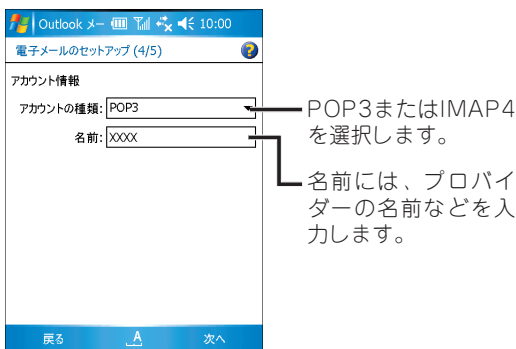 Outlook メー 10:00
電子メールのセットアップ (4/5)
アカウント情報
アカウントの種類: POP3
名前: XXXX
戻る A 次へ
POP3またはIMAP4
を選択します。
名前には、プロバイ
ダーの名前などを入
力します。